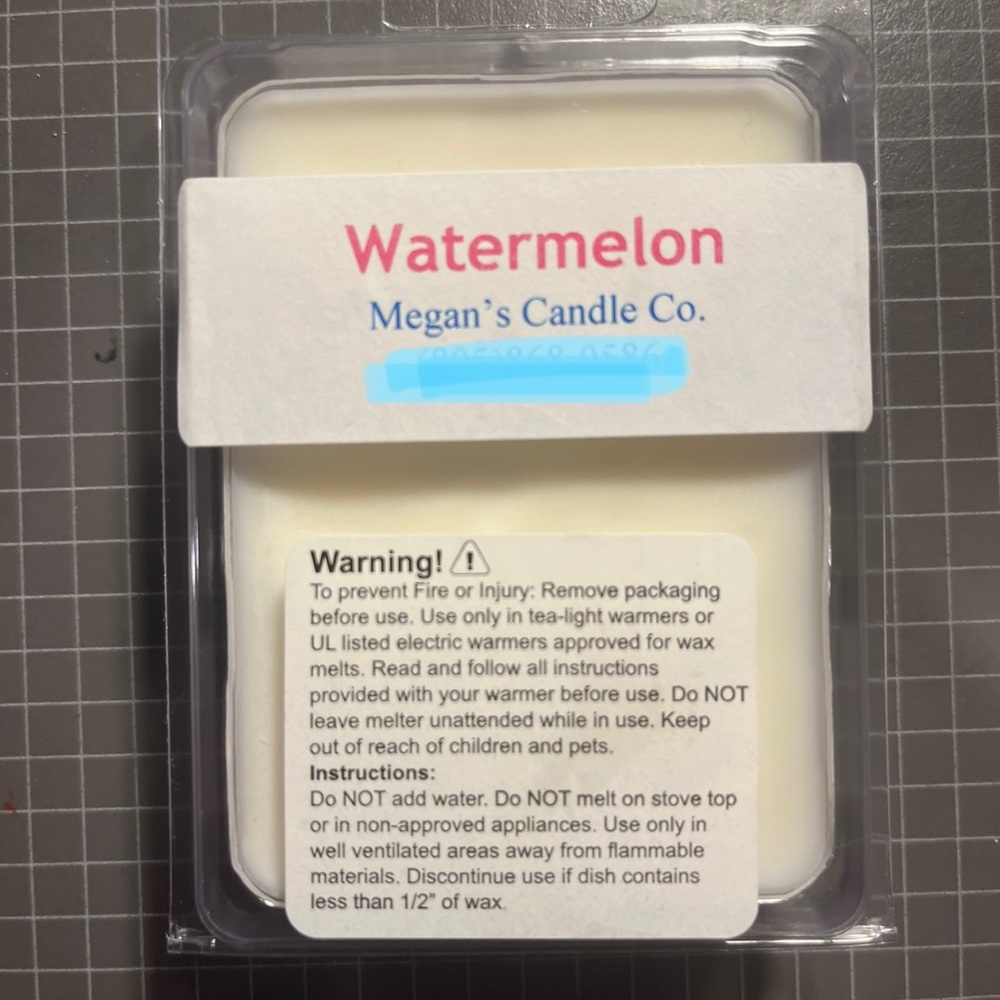 Watermelon
Megan's Candle Co.
Warning!
To prevent Fire or Injury: Remove packaging
before use. Use only in tea-light warmers or
UL listed electric warmers approved for wax
melts. Read and follow all instructions
provided with your warmer before use. Do NOT
leave melter unattended while in use. Keep
out of reach of children and pets.
Instructions:
Do NOT add water. Do NOT melt on stove top
or in non-approved appliances. Use only in
well ventilated areas away from flammable
materials. Discontinue use if dish contains
less than 1/2" of wax.